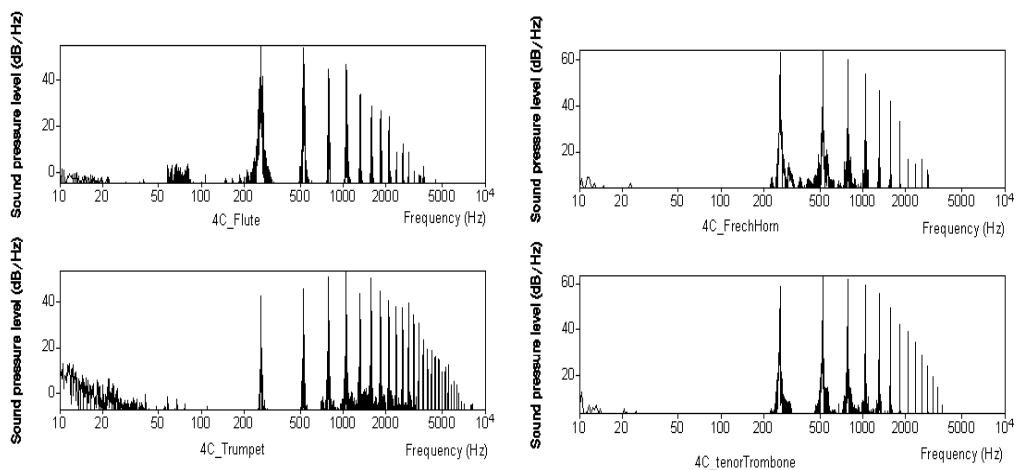 Sound pressure level (dB/Hz)
40
20
0
10 20 50 100 200 500 1000 2000 5000 10⁴
4C_Flute
Frequency (Hz)
Sound pressure level (dB/Hz)
60
40
20
10 20 50 100 200 500 1000 2000 5000 10⁴
4C_FrechHorn
Frequency (Hz)
Sound pressure level (dB/Hz)
40
20
0
10 20 50 100 200 500 1000 2000 5000 10⁴
4C_Trumpet
Frequency (Hz)
Sound pressure level (dB/Hz)
60
40
20
10 20 50 100 200 500 1000 2000 5000 10⁴
4C_tenorTrombone
Frequency (Hz)